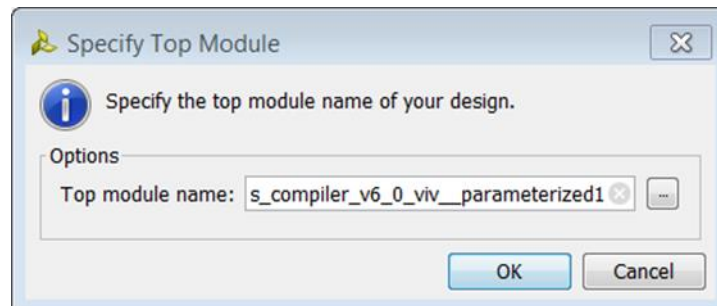 Specify Top Module
Specify the top module name of your design.
Options
Top module name: s_compiler_v6_0_viv__parameterized1 ...
OK Cancel